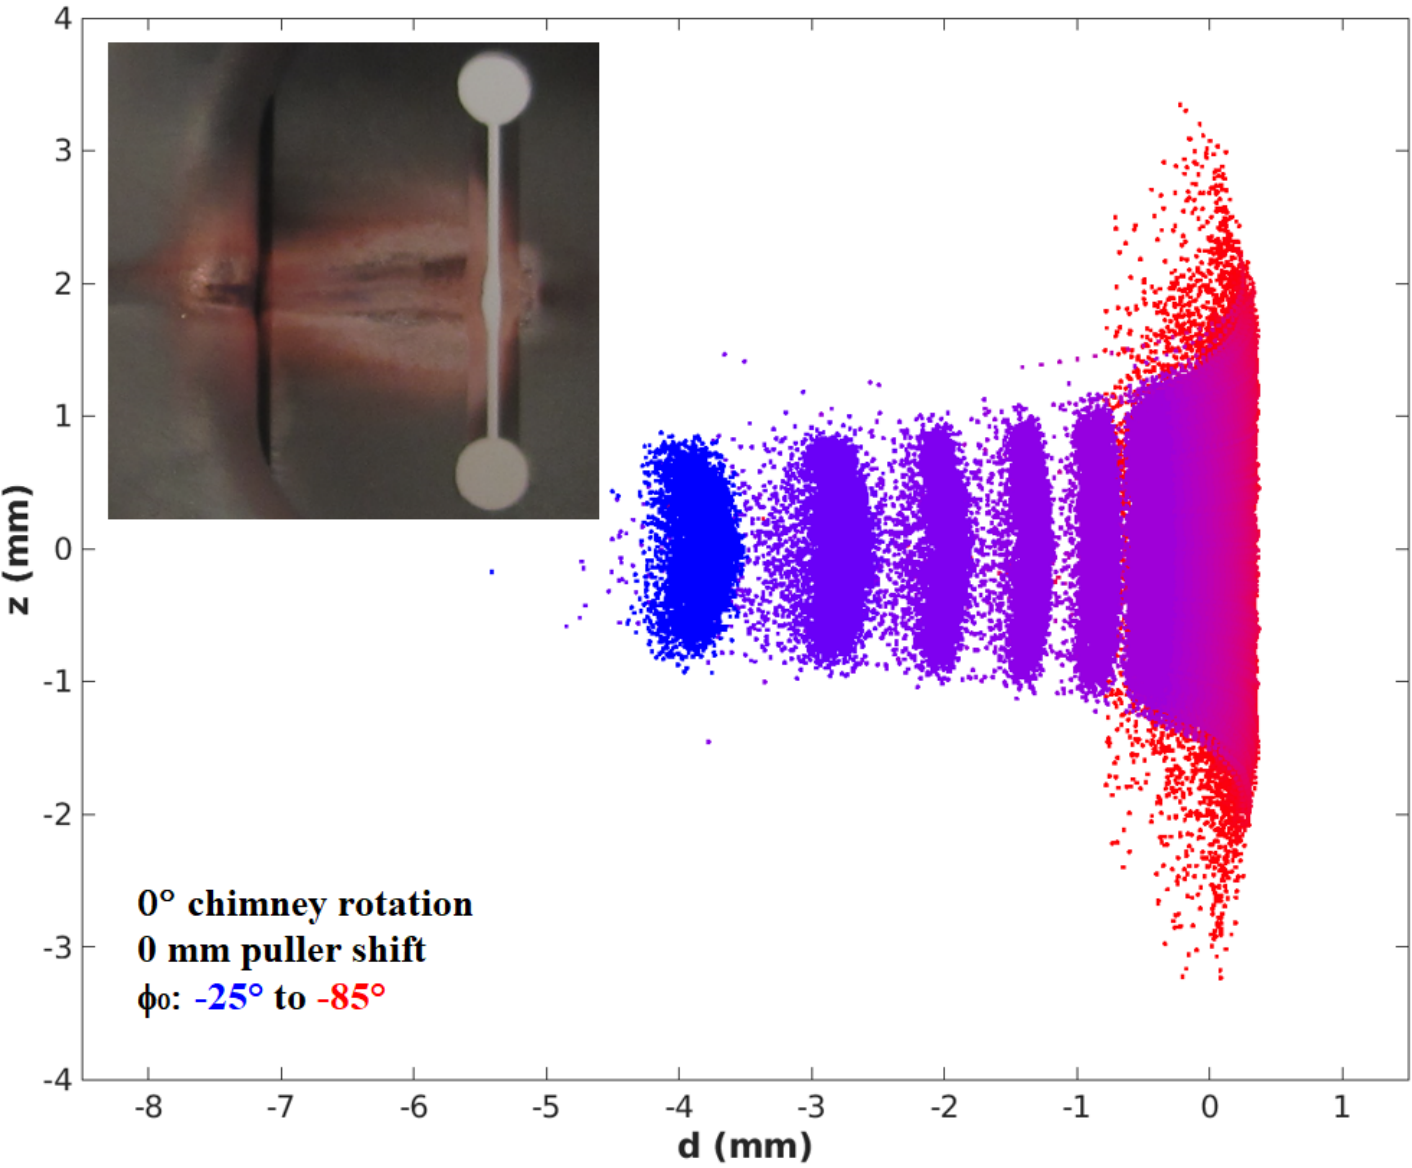 4
3
2
1
0
-1
-2
-3
-4
z (mm)
0° chimney rotation
0 mm puller shift
ϕ₀: -25° to -85°
-8 -7 -6 -5 -4 -3 -2 -1 0 1
d (mm)